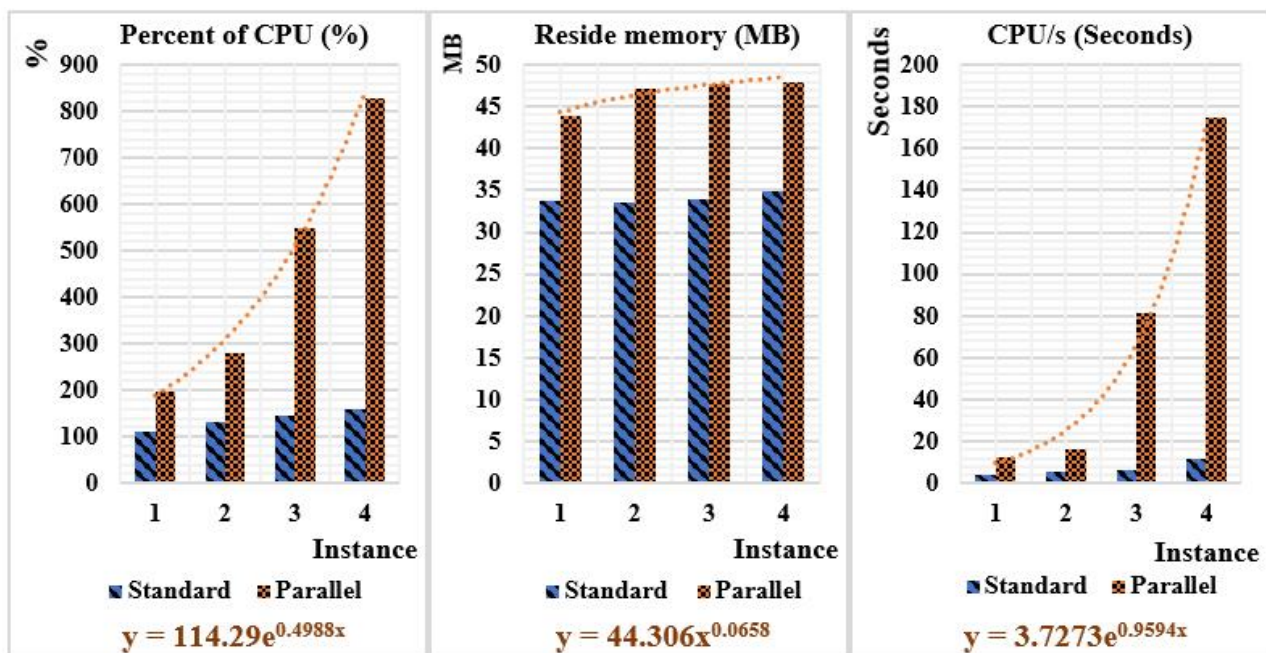 Percent of CPU (%)
%
900
800
700
600
500
400
300
200
100
0
1 2 3 4
Instance
Standard Parallel
y = 114.29e^0.4988x
Reside memory (MB)
MB
50
45
40
35
30
25
20
15
10
5
0
1 2 3 4
Instance
Standard Parallel
y = 44.306x^0.0658
CPU/s (Seconds)
Seconds
200
180
160
140
120
100
80
60
40
20
0
1 2 3 4
Instance
Standard Parallel
y = 3.7273e^0.9594x